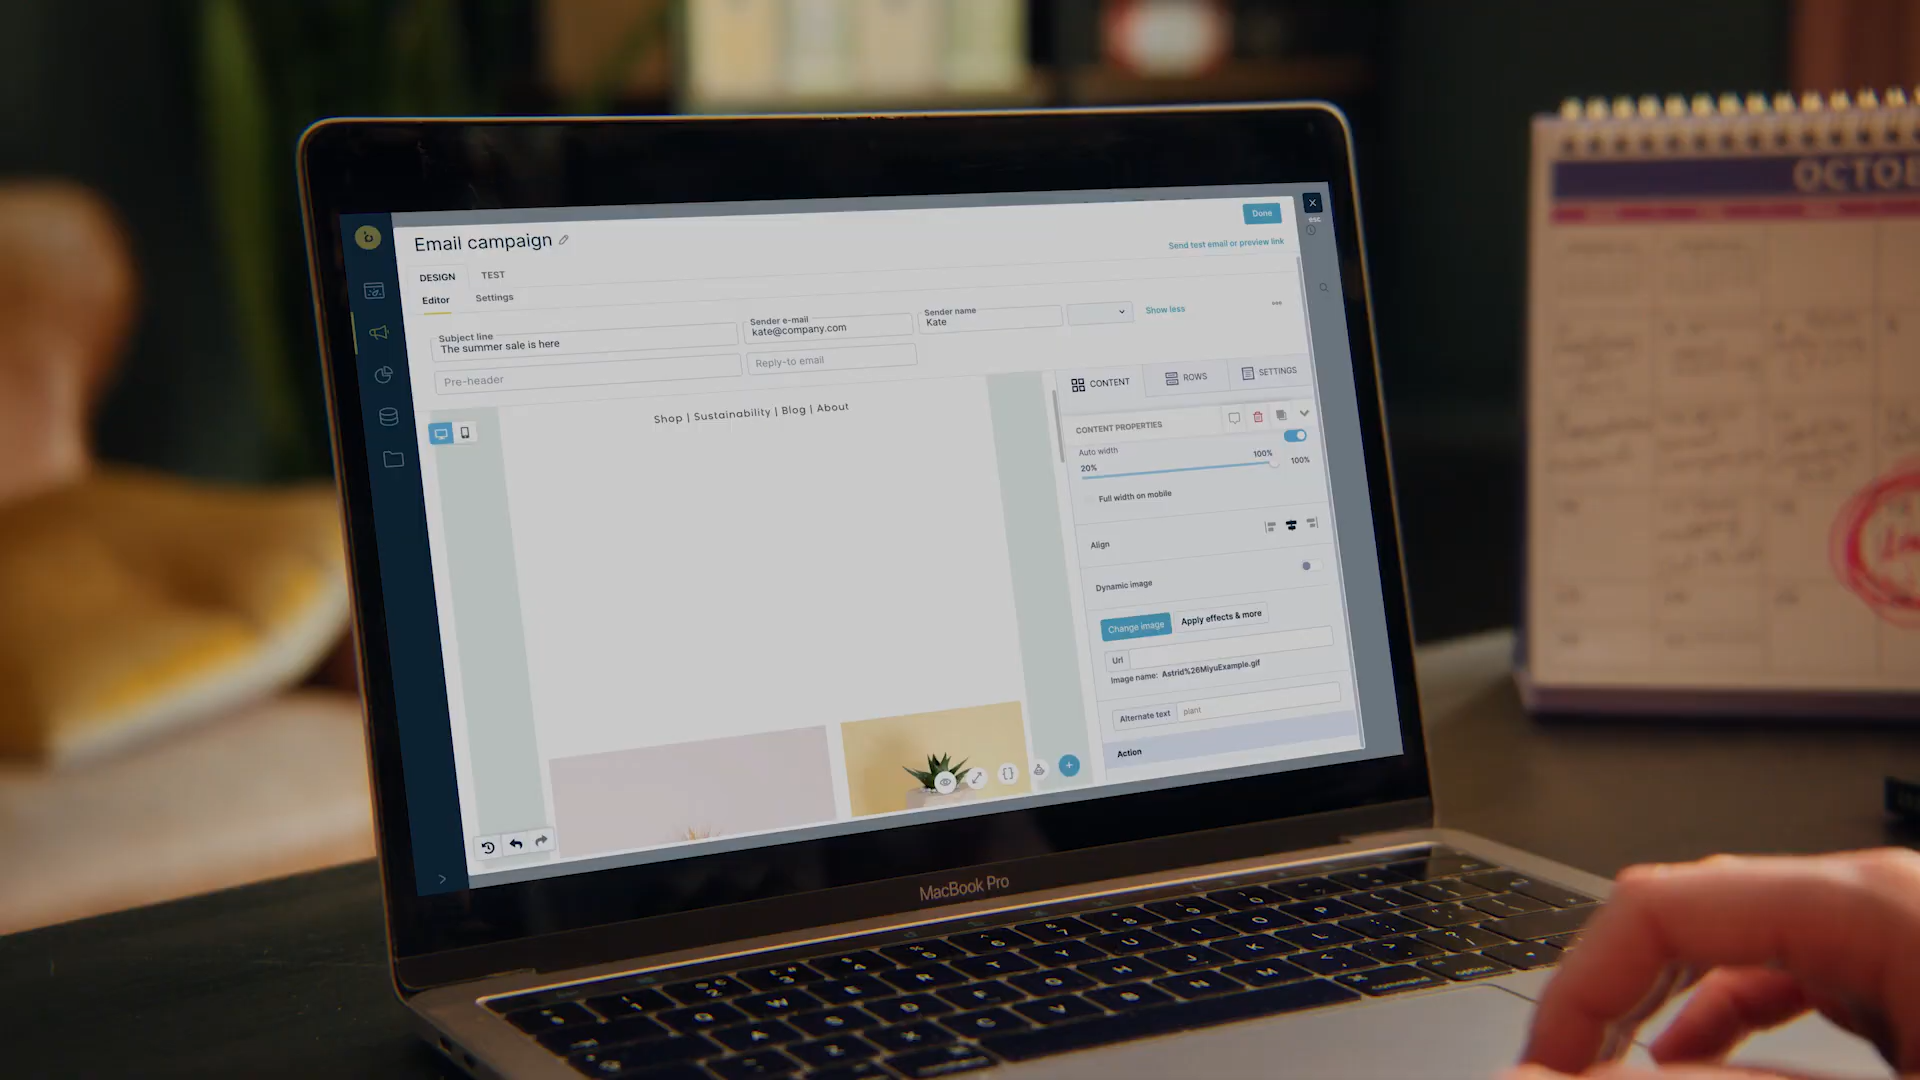 OCTOB
Done
esc
Email campaign
Send test email or preview link
DESIGN
TEST
Editor
Settings
Subject line
The summer sale is here
Sender e-mail
kate@company.com
Sender name
Kate
Show less
Pre-header
Reply-to email
CONTENT
ROWS
SETTINGS
Shop | Sustainability | Blog | About
CONTENT PROPERTIES
Auto width
20%
100%
100%
Full width on mobile
Align
Dynamic image
Change image
Apply effects & more
Url
Image name: Astrid%26MiyuExample.gif
Alternate text
plant
Action
MacBook Pro